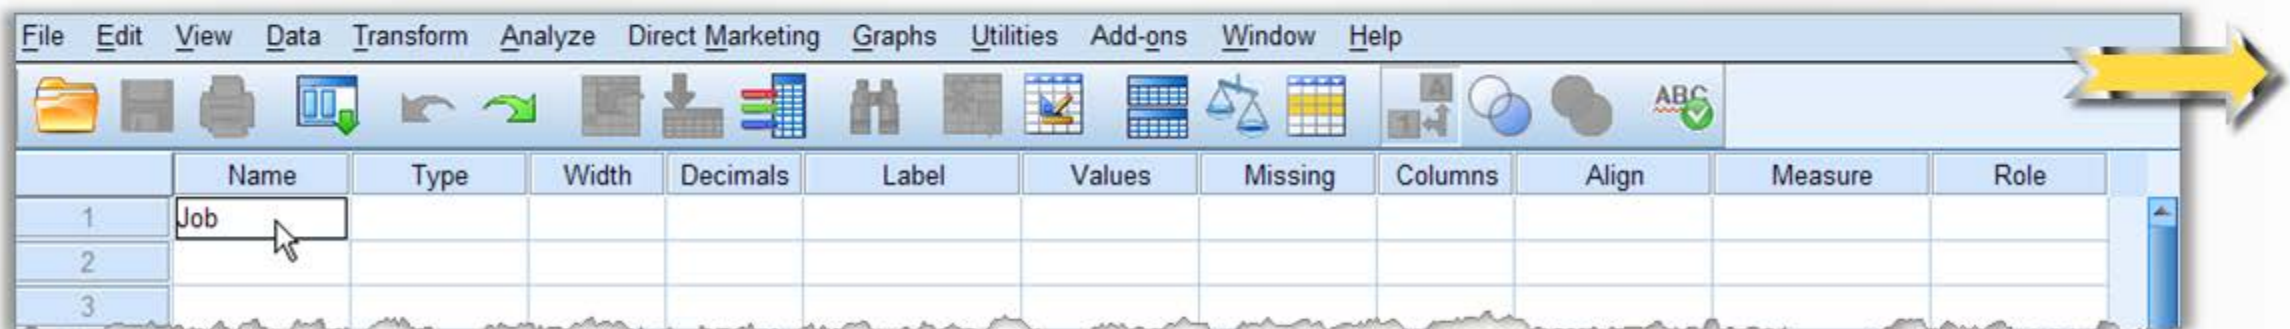 File Edit View Data Transform Analyze Direct Marketing Graphs Utilities Add-ons Window Help
A
1
ABC
Name Type Width Decimals Label Values Missing Columns Align Measure Role
1 Job
2
3